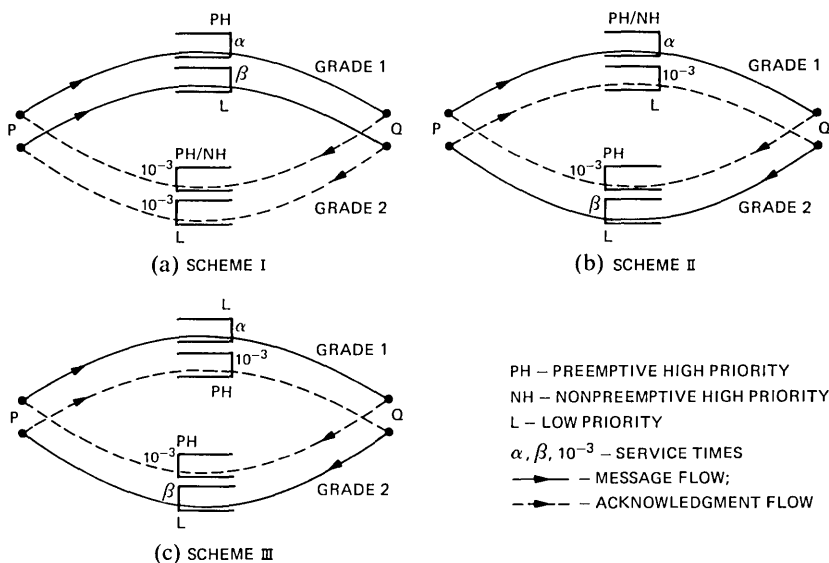 PH
α
GRADE 1
β
L
P
Q
PH/NH
10⁻³
10⁻³
GRADE 2
L
(a) SCHEME I
PH/NH
α
GRADE 1
10⁻³
L
P
Q
PH
10⁻³
β
GRADE 2
L
(b) SCHEME II
L
α
GRADE 1
10⁻³
PH
P
Q
PH
10⁻³
β
GRADE 2
L
(c) SCHEME III
PH – PREEMPTIVE HIGH PRIORITY
NH – NONPREEMPTIVE HIGH PRIORITY
L – LOW PRIORITY
α, β, 10⁻³ – SERVICE TIMES
– MESSAGE FLOW;
– ACKNOWLEDGMENT FLOW